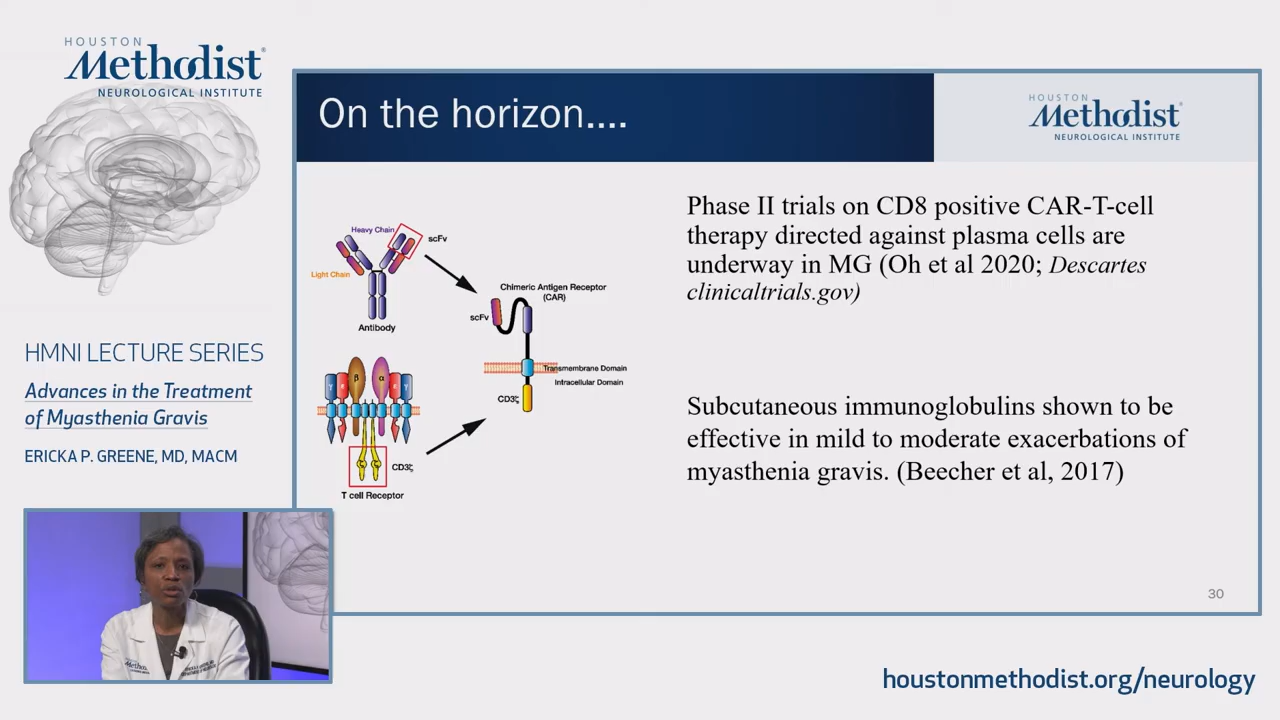 HOUSTON
Methodist
NEUROLOGICAL INSTITUTE
HMNI LECTURE SERIES
Advances in the Treatment
of Myasthenia Gravis
ERICKA P. GREENE, MD, MACM
On the horizon....
HOUSTON
Methodist
NEUROLOGICAL INSTITUTE
Heavy Chain
scFv
Light Chain
Antibody
Chimeric Antigen Receptor
(CAR)
scFv
Transmembrane Domain
Intracellular Domain
CD3ζ
β
α
γ
ε
ε
γ
CD3ζ
T cell Receptor
Phase II trials on CD8 positive CAR-T-cell
therapy directed against plasma cells are
underway in MG (Oh et al 2020; Descartes
clinicaltrials.gov)
Subcutaneous immunoglobulins shown to be
effective in mild to moderate exacerbations of
myasthenia gravis. (Beecher et al, 2017)
30
Methodist
houstonmethodist.org/neurology